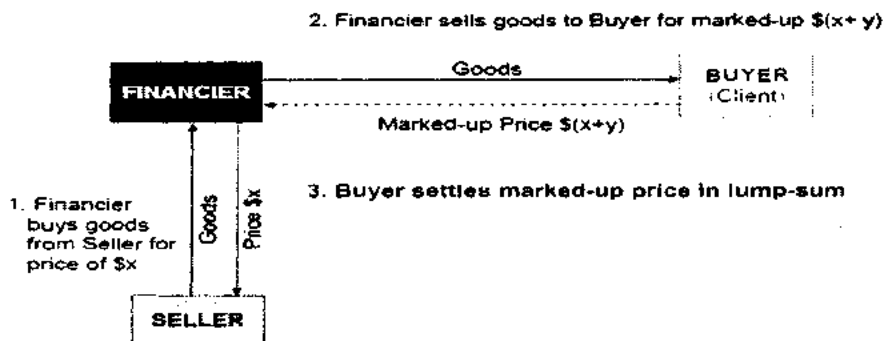 2. Financier sells goods to Buyer for marked-up $(x+ y)
Goods
FINANCIER
BUYER
(Client)
Marked-up Price $(x+y)
3. Buyer settles marked-up price in lump-sum
1. Financier
buys goods
from Seller for
price of $x
Goods
Price $x
SELLER